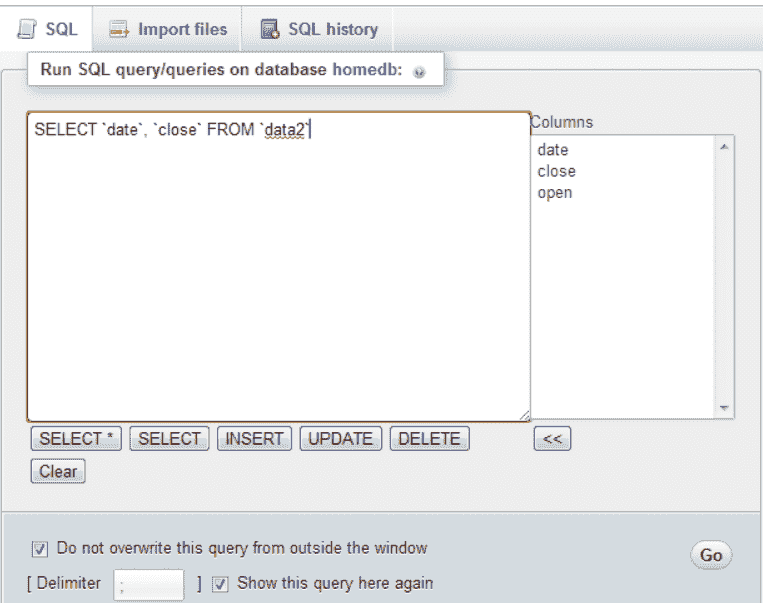 SQL Import files SQL history
Run SQL query/queries on database homedb:
SELECT `date`, `close` FROM `data2`
Columns
date
close
open
SELECT * SELECT INSERT UPDATE DELETE <<
Clear
Do not overwrite this query from outside the window
Go
[ Delimiter ; ] Show this query here again